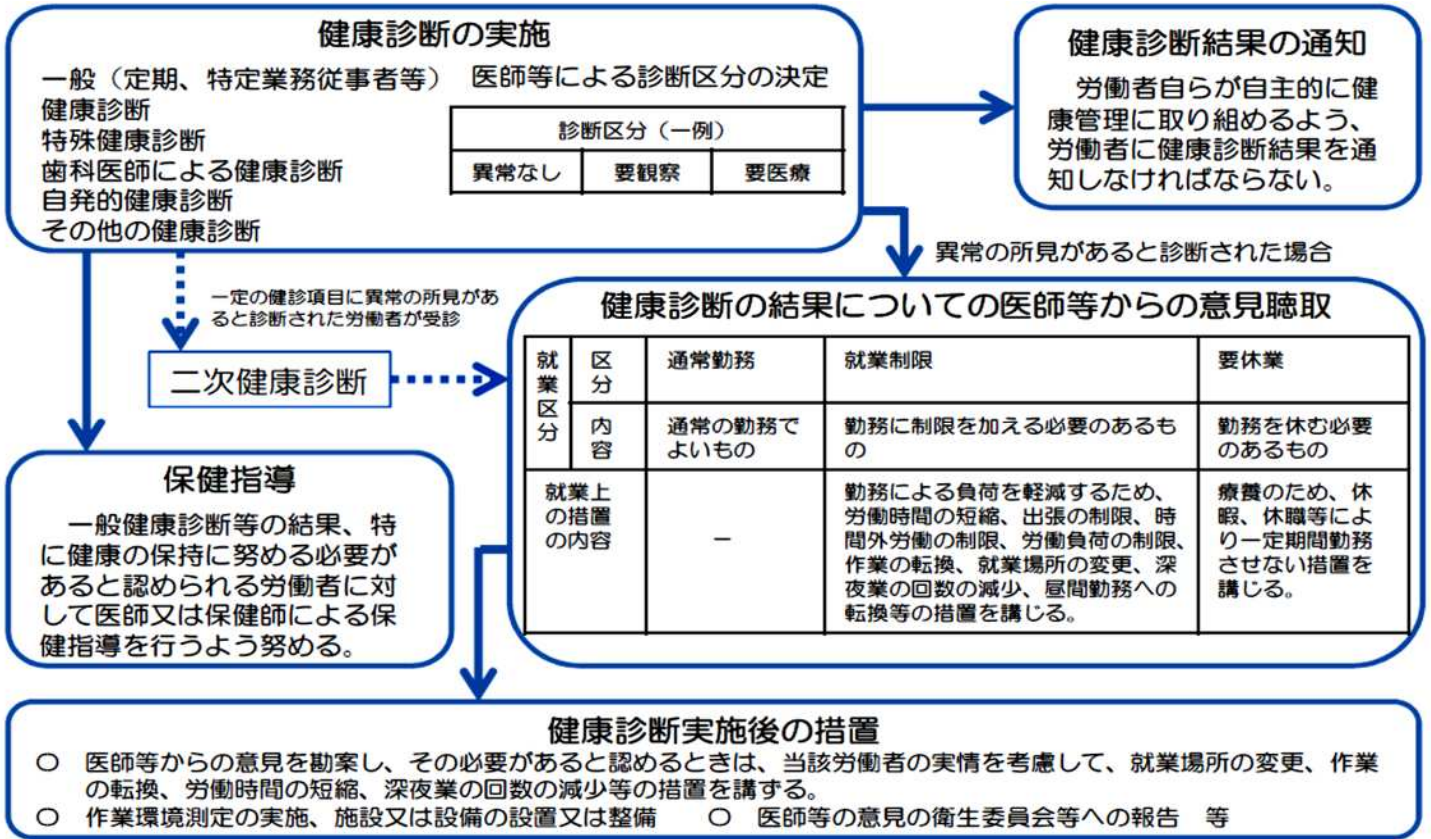 健康診断の実施
一般（定期、特定業務従事者等）
健康診断
特殊健康診断
歯科医師による健康診断
自発的健康診断
その他の健康診断
医師等による診断区分の決定
診断区分（一例）
異常なし 要観察 要医療
健康診断結果の通知
労働者自らが自主的に健
康管理に取り組めるよう、
労働者に健康診断結果を通
知しなければならない。
異常の所見があると診断された場合
一定の健診項目に異常の所見があ
ると診断された労働者が受診
二次健康診断
健康診断の結果についての医師等からの意見聴取
就業区分
区分
通常勤務
就業制限
要休業
内容
通常の勤務で
よいもの
勤務に制限を加える必要のあるも
の
勤務を休む必要
のあるもの
就業上
の措置
の内容
－
勤務による負荷を軽減するため、
労働時間の短縮、出張の制限、時
間外労働の制限、労働負荷の制限、
作業の転換、就業場所の変更、深
夜業の回数の減少、昼間勤務への
転換等の措置を講じる。
療養のため、休
暇、休職等によ
り一定期間勤務
させない措置を
講じる。
保健指導
一般健康診断等の結果、特
に健康の保持に努める必要が
あると認められる労働者に対
して医師又は保健師による保
健指導を行うよう努める。
健康診断実施後の措置
○ 医師等からの意見を勘案し、その必要があると認めるときは、当該労働者の実情を考慮して、就業場所の変更、作業
の転換、労働時間の短縮、深夜業の回数の減少等の措置を講ずる。
○ 作業環境測定の実施、施設又は設備の設置又は整備 ○ 医師等の意見の衛生委員会等への報告 等